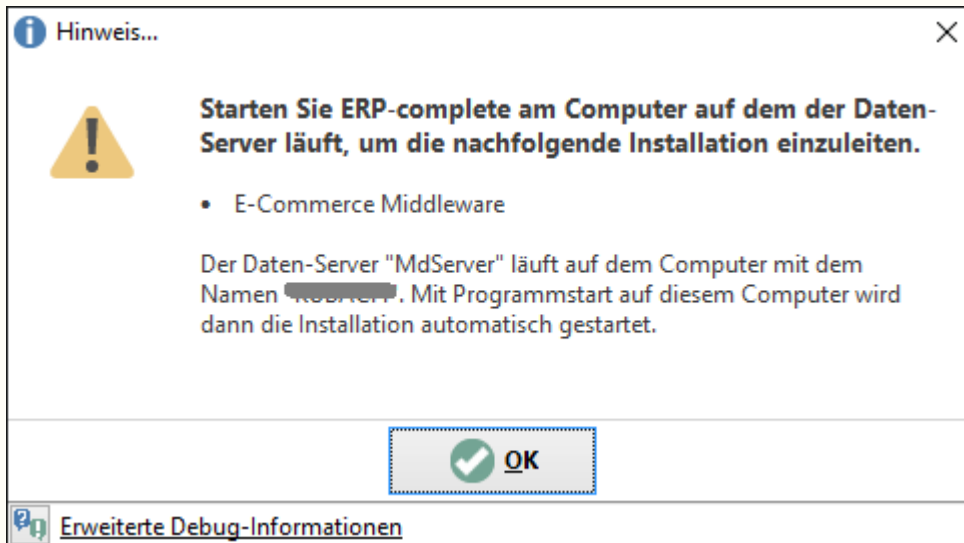 Hinweis...
Starten Sie ERP-complete am Computer auf dem der Daten-
Server läuft, um die nachfolgende Installation einzuleiten.
• E-Commerce Middleware
Der Daten-Server "MdServer" läuft auf dem Computer mit dem
Namen . Mit Programmstart auf diesem Computer wird
dann die Installation automatisch gestartet.
OK
Erweiterte Debug-Informationen